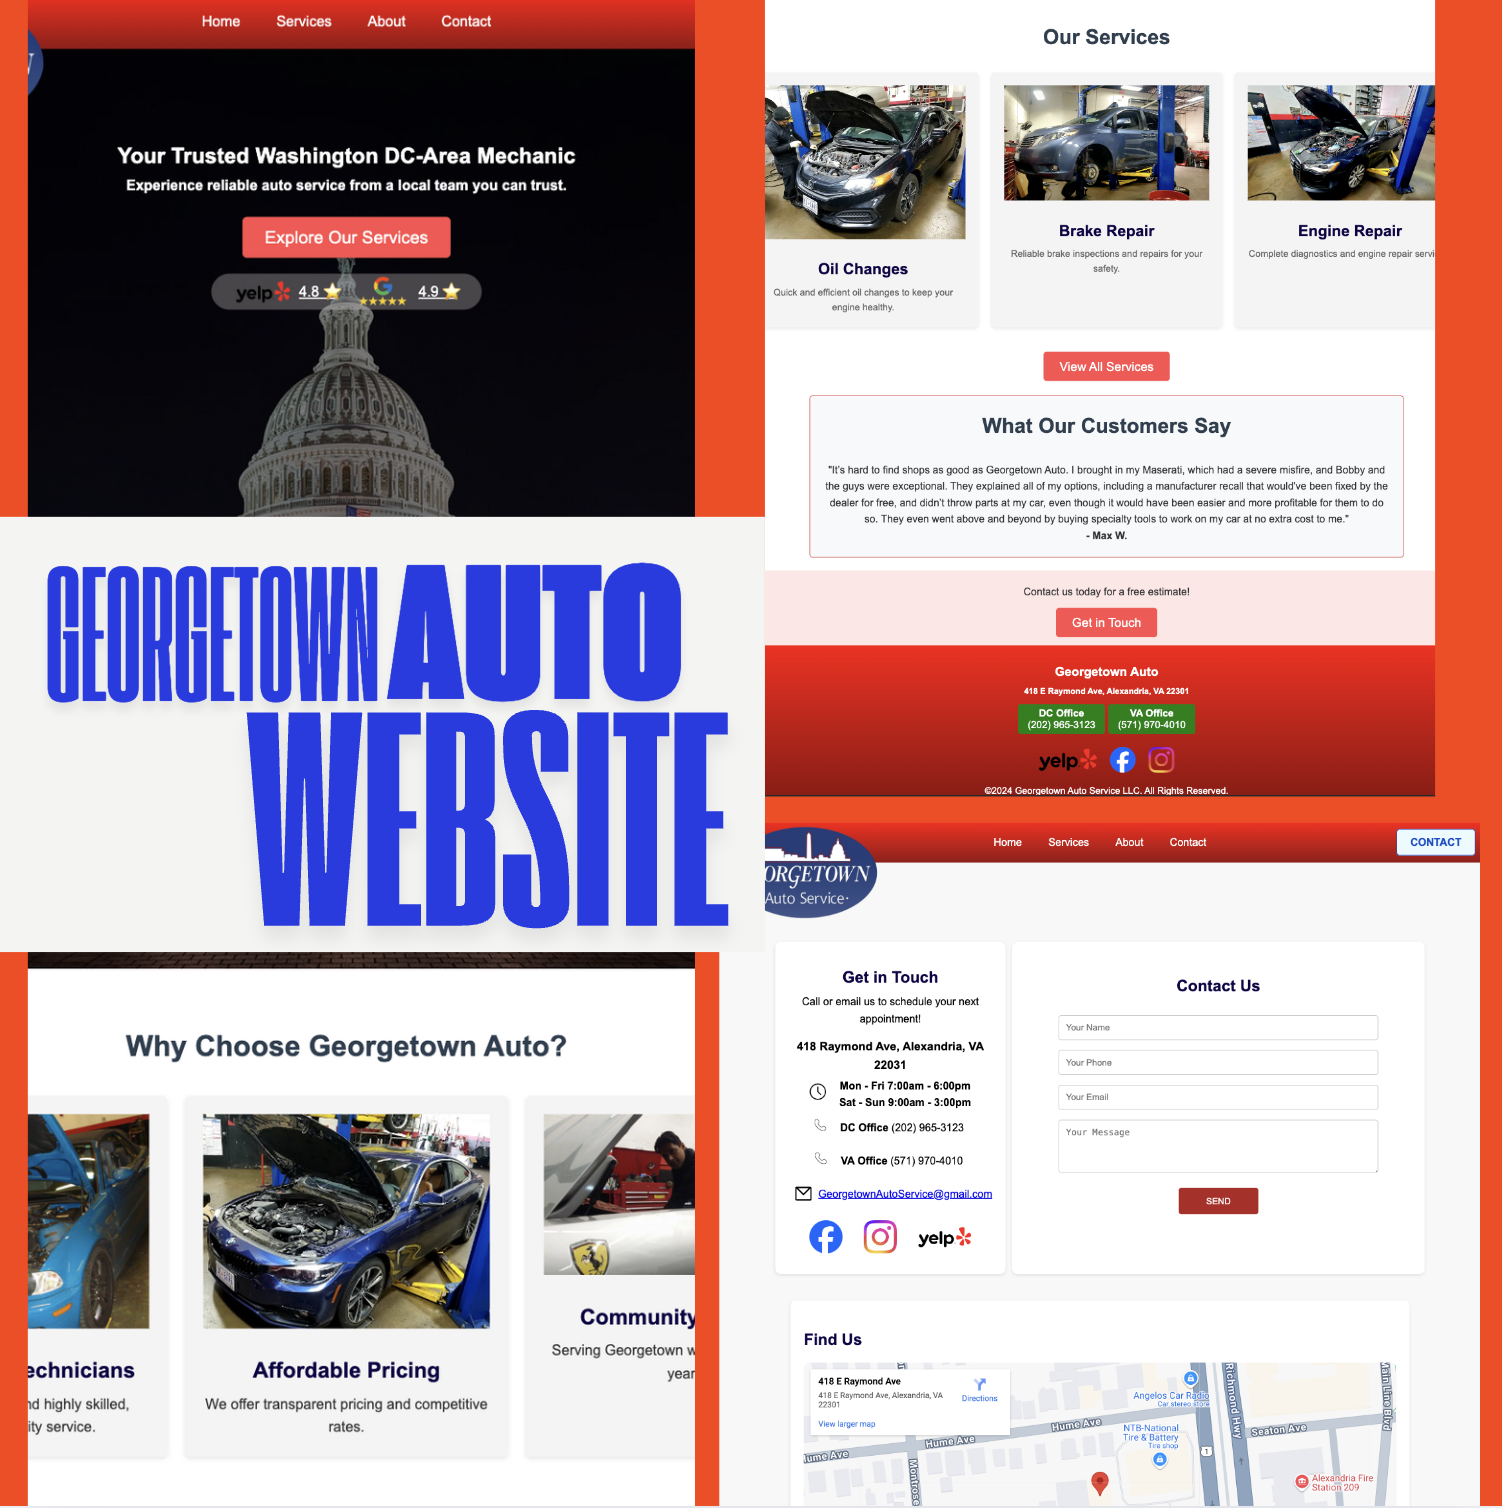 Home Services About Contact
Your Trusted Washington DC-Area Mechanic
Experience reliable auto service from a local team you can trust.
Explore Our Services
yelp 4.8 G 4.9
GEORGETOWN AUTO
WEBSITE
Why Choose Georgetown Auto?
echnicians
nd highly skilled,
ity service.
Affordable Pricing
We offer transparent pricing and competitive
rates.
Community
Serving Georgetown w
year
Our Services
Oil Changes
Quick and efficient oil changes to keep your
engine healthy.
Brake Repair
Reliable brake inspections and repairs for your
safety.
Engine Repair
Complete diagnostics and engine repair servi
View All Services
What Our Customers Say
"It's hard to find shops as good as Georgetown Auto. I brought in my Maserati, which had a severe misfire, and Bobby and
the guys were exceptional. They explained all of my options, including a manufacturer recall that would've been fixed by the
dealer for free, and didn't throw parts at my car, even though it would have been easier and more profitable for them to do
so. They even went above and beyond by buying specialty tools to work on my car at no extra cost to me."
- Max W.
Contact us today for a free estimate!
Get in Touch
Georgetown Auto
418 E Raymond Ave, Alexandria, VA 22301
DC Office
(202) 965-3123
VA Office
(571) 970-4010
yelp
©2024 Georgetown Auto Service LLC. All Rights Reserved.
ORGETOWN
Auto Service
Home Services About Contact
CONTACT
Get in Touch
Call or email us to schedule your next
appointment!
418 Raymond Ave, Alexandria, VA
22031
Mon - Fri 7:00am - 6:00pm
Sat - Sun 9:00am - 3:00pm
DC Office (202) 965-3123
VA Office (571) 970-4010
GeorgetownAutoService@gmail.com
yelp
Contact Us
Your Name
Your Phone
Your Email
Your Message
SEND
Find Us
418 E Raymond Ave
418 E Raymond Ave, Alexandria, VA
22301
Directions
View larger map
Angelos Car Radio
Car stereo store
NTB-National
Tire & Battery
Tire shop
Hume Ave
Hume Ave
Hume Ave
Montrose
Richmond Hwy
1
Seaton Ave
Main Line Blvd
Alexandria Fire
Station 209